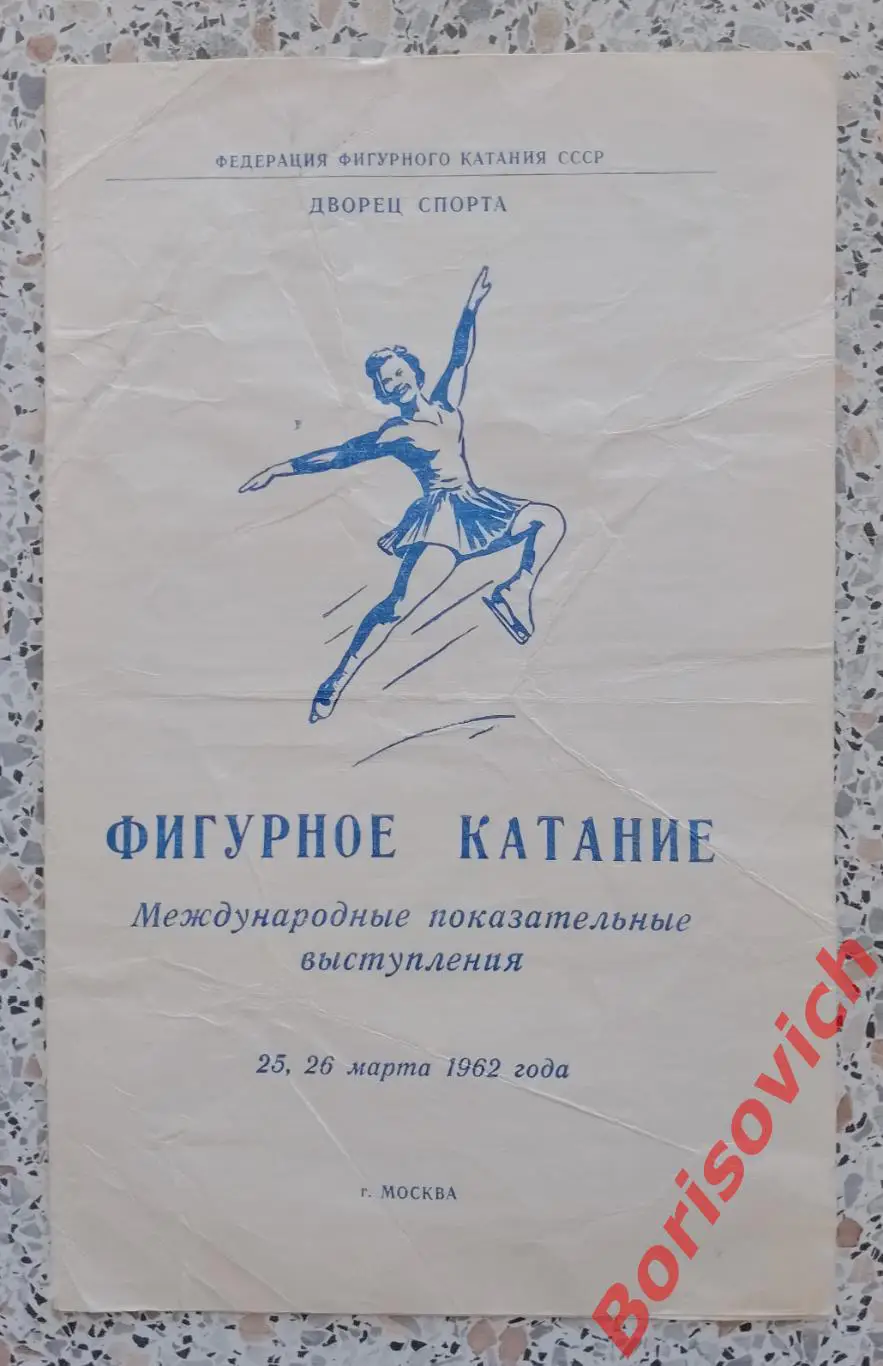 ФЕДЕРАЦИЯ ФИГУРНОГО КАТАНИЯ СССР
ДВОРЕЦ СПОРТА
ФИГУРНОЕ КАТАНИЕ
Международные показательные
выступления
25, 26 марта 1962 года
г. МОСКВА
Borisovich